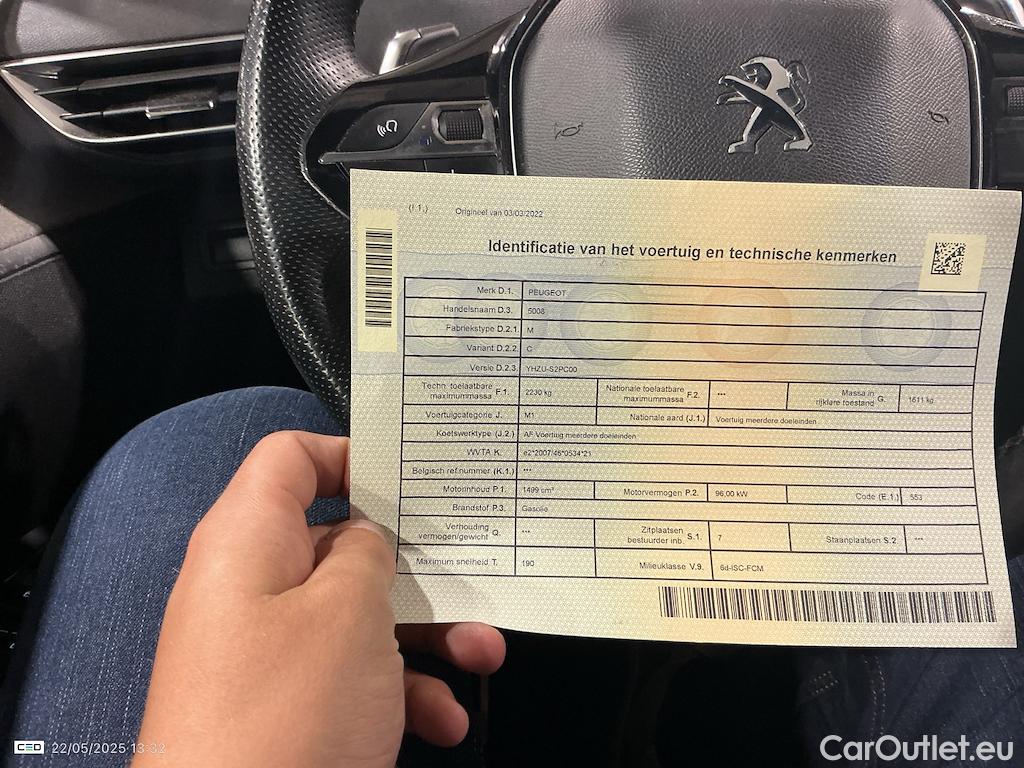 (I.1.) Origineel van 03/03/2022
Identificatie van het voertuig en technische kenmerken
Merk D.1. PEUGEOT
Handelsnaam D.3. 5008
Fabriekstype D.2.1. M
Variant D.2.2. C
Versie D.2.3. YHZU-S2PC00
Techn. toelaatbare maximummassa F.1. 2230 kg Nationale toelaatbare maximummassa F.2. *** Massa in rijklare toestand G. 1611 kg
Voertuigcategorie J. M1 Nationale aard (J.1.) Voertuig meerdere doeleinden
Koetswerktype (J.2.) AF Voertuig meerdere doeleinden
WVTA K. e2*2007/46*0534*21
Belgisch ref.nummer (K.1.) ***
Motorinhoud P.1. 1499 cm³ Motorvermogen P.2. 96,00 kW Code (E.1.) 553
Brandstof P.3. Gasolie
Verhouding vermogen/gewicht Q. *** Zitplaatsen bestuurder inb. S.1. 7 Staanplaatsen S.2. ***
Maximum snelheid T. 190 Milieuklasse V.9. 6d-ISC-FCM
CEO 22/05/2025 13:32
CarOutlet.eu